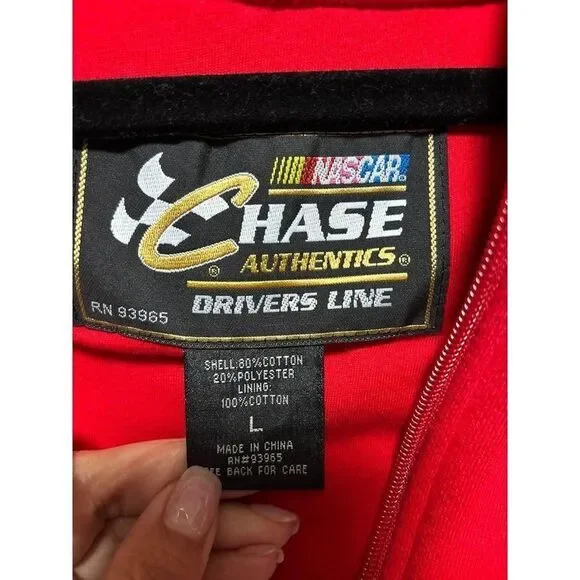 NASCAR®
CHASE
® AUTHENTICS ®
DRIVERS LINE
RN 93965
SHELL:80%COTTON
20%POLYESTER
LINING:
100%COTTON
L
MADE IN CHINA
RN#93965
SEE BACK FOR CARE